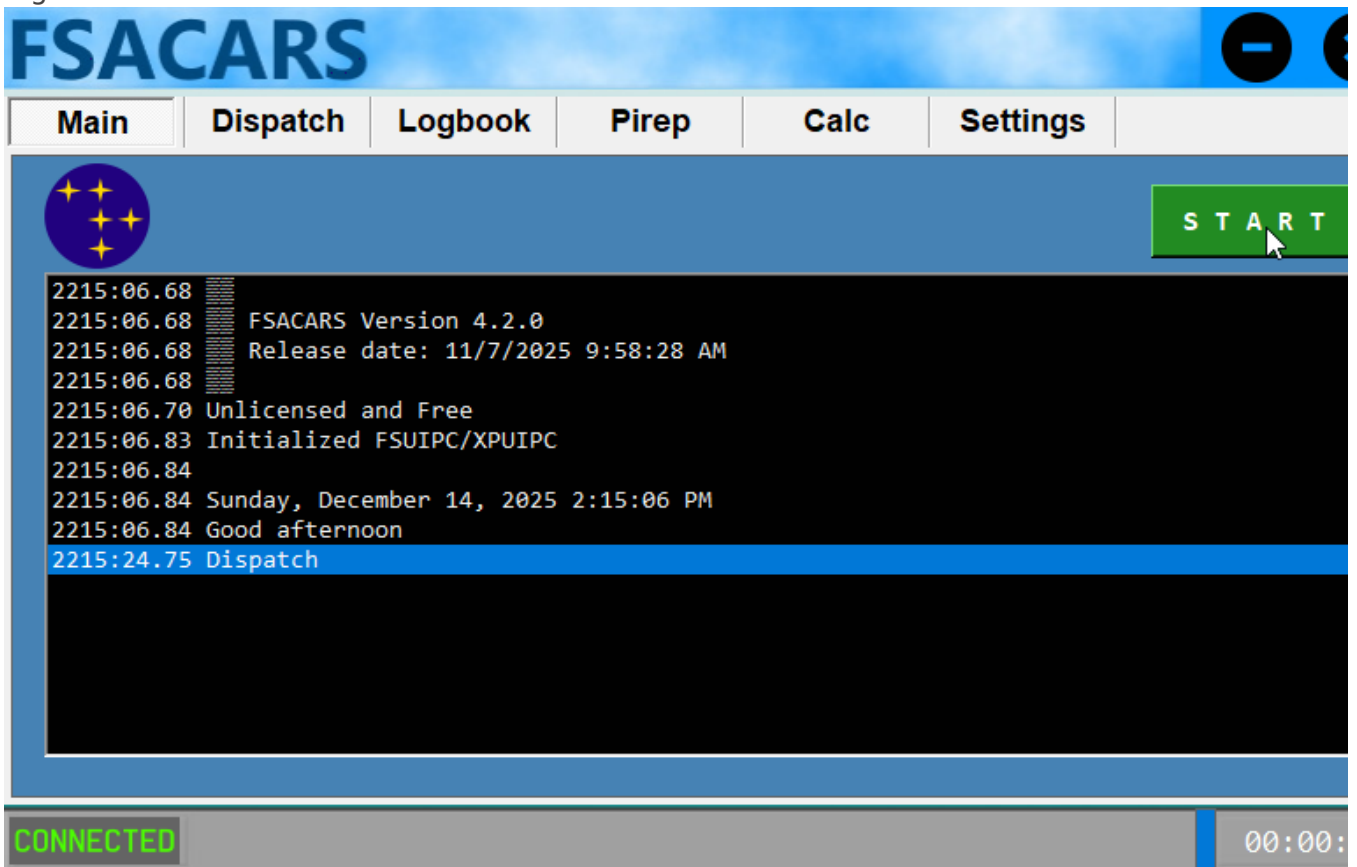 FSACARS
Main Dispatch Logbook Pirep Calc Settings
START
2215:06.68 ▒▒
2215:06.68 ▒▒ FSACARS Version 4.2.0
2215:06.68 ▒▒ Release date: 11/7/2025 9:58:28 AM
2215:06.68 ▒▒
2215:06.70 Unlicensed and Free
2215:06.83 Initialized FSUIPC/XPUIPC
2215:06.84
2215:06.84 Sunday, December 14, 2025 2:15:06 PM
2215:06.84 Good afternoon
2215:24.75 Dispatch
CONNECTED 00:00: